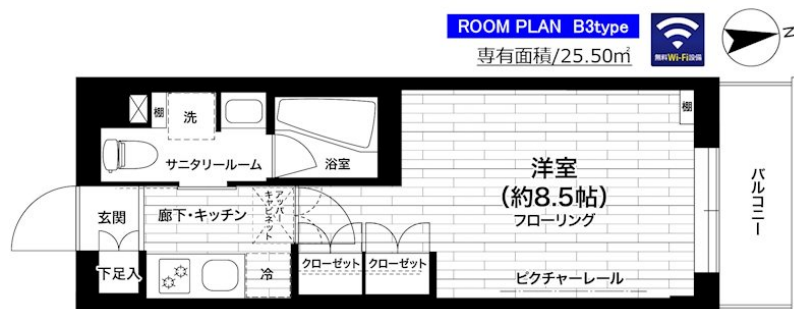 ROOM PLAN B3type
専有面積/25.50㎡
無料Wi-Fi設備
N
棚
洗
サニタリールーム
浴室
棚
洋室
(約8.5帖)
フローリング
バルコニー
玄関
廊下・キッチン
アッパー
キャビネット
下足入
冷
クローゼット
クローゼット
ピクチャーレール